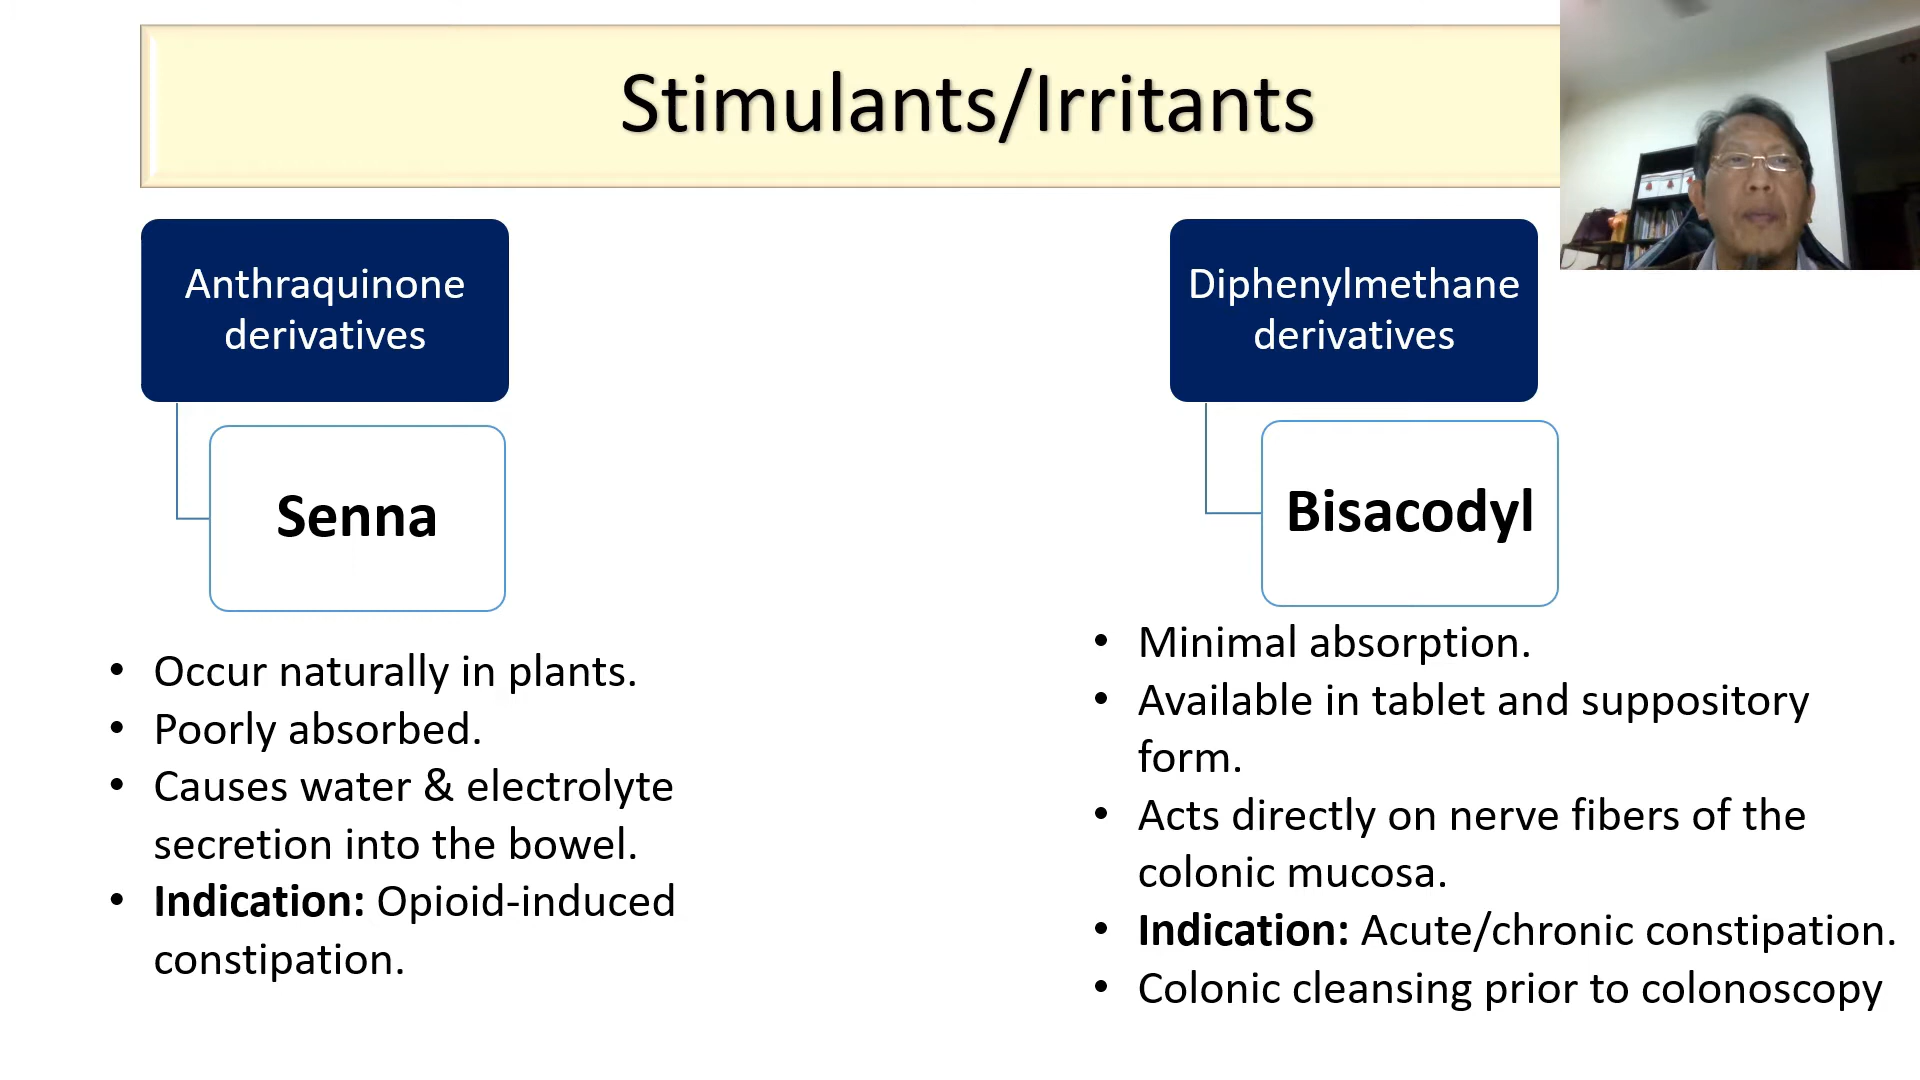 Stimulants/Irritants
Anthraquinone
derivatives
Senna
• Occur naturally in plants.
• Poorly absorbed.
• Causes water & electrolyte
secretion into the bowel.
• Indication: Opioid-induced
constipation.
Diphenylmethane
derivatives
Bisacodyl
• Minimal absorption.
• Available in tablet and suppository
form.
• Acts directly on nerve fibers of the
colonic mucosa.
• Indication: Acute/chronic constipation.
• Colonic cleansing prior to colonoscopy